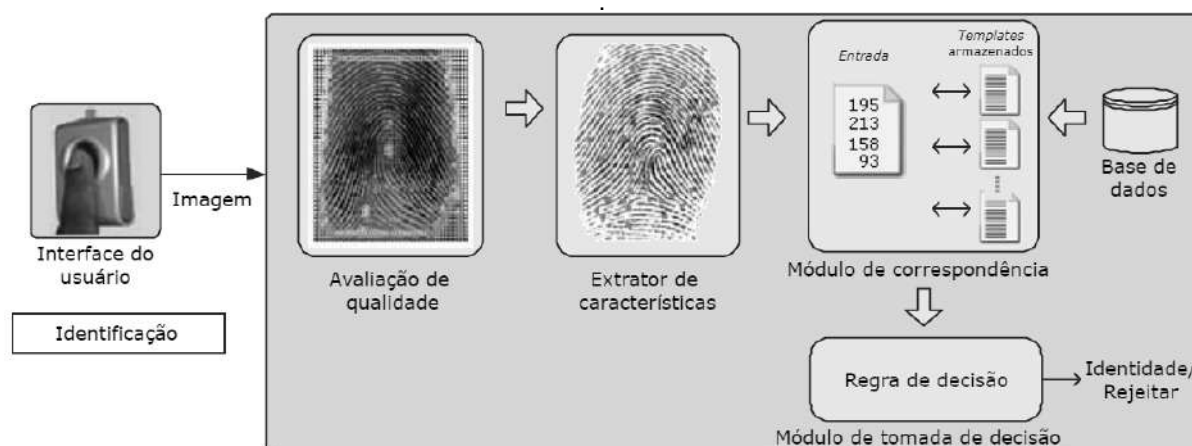 Interface do
usuário
Identificação
Imagem
Avaliação de
qualidade
Extrator de
características
Entrada
195
213
158
93
Templates
armazenados
Módulo de correspondência
Base de
dados
Regra de decisão
Módulo de tomada de decisão
Identidade/
Rejeitar